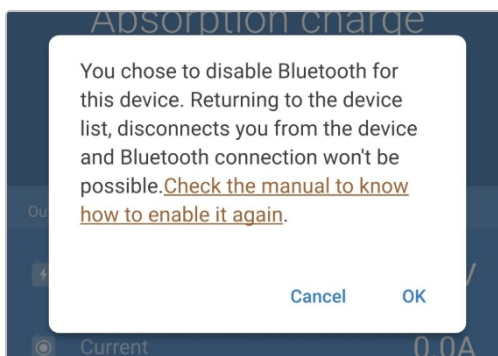 Absorption charge
You chose to disable Bluetooth for
this device. Returning to the device
list, disconnects you from the device
and Bluetooth connection won't be
possible.Check the manual to know
how to enable it again.
Cancel OK
Current 0.0A